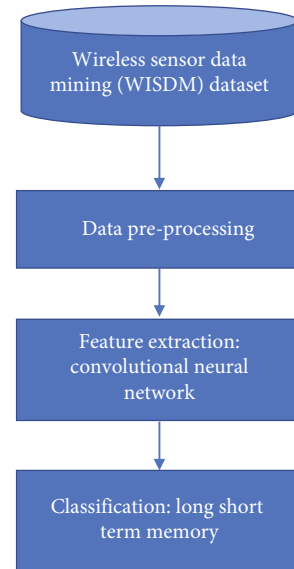 Wireless sensor data
mining (WISDM) dataset
Data pre-processing
Feature extraction:
convolutional neural
network
Classification: long short
term memory